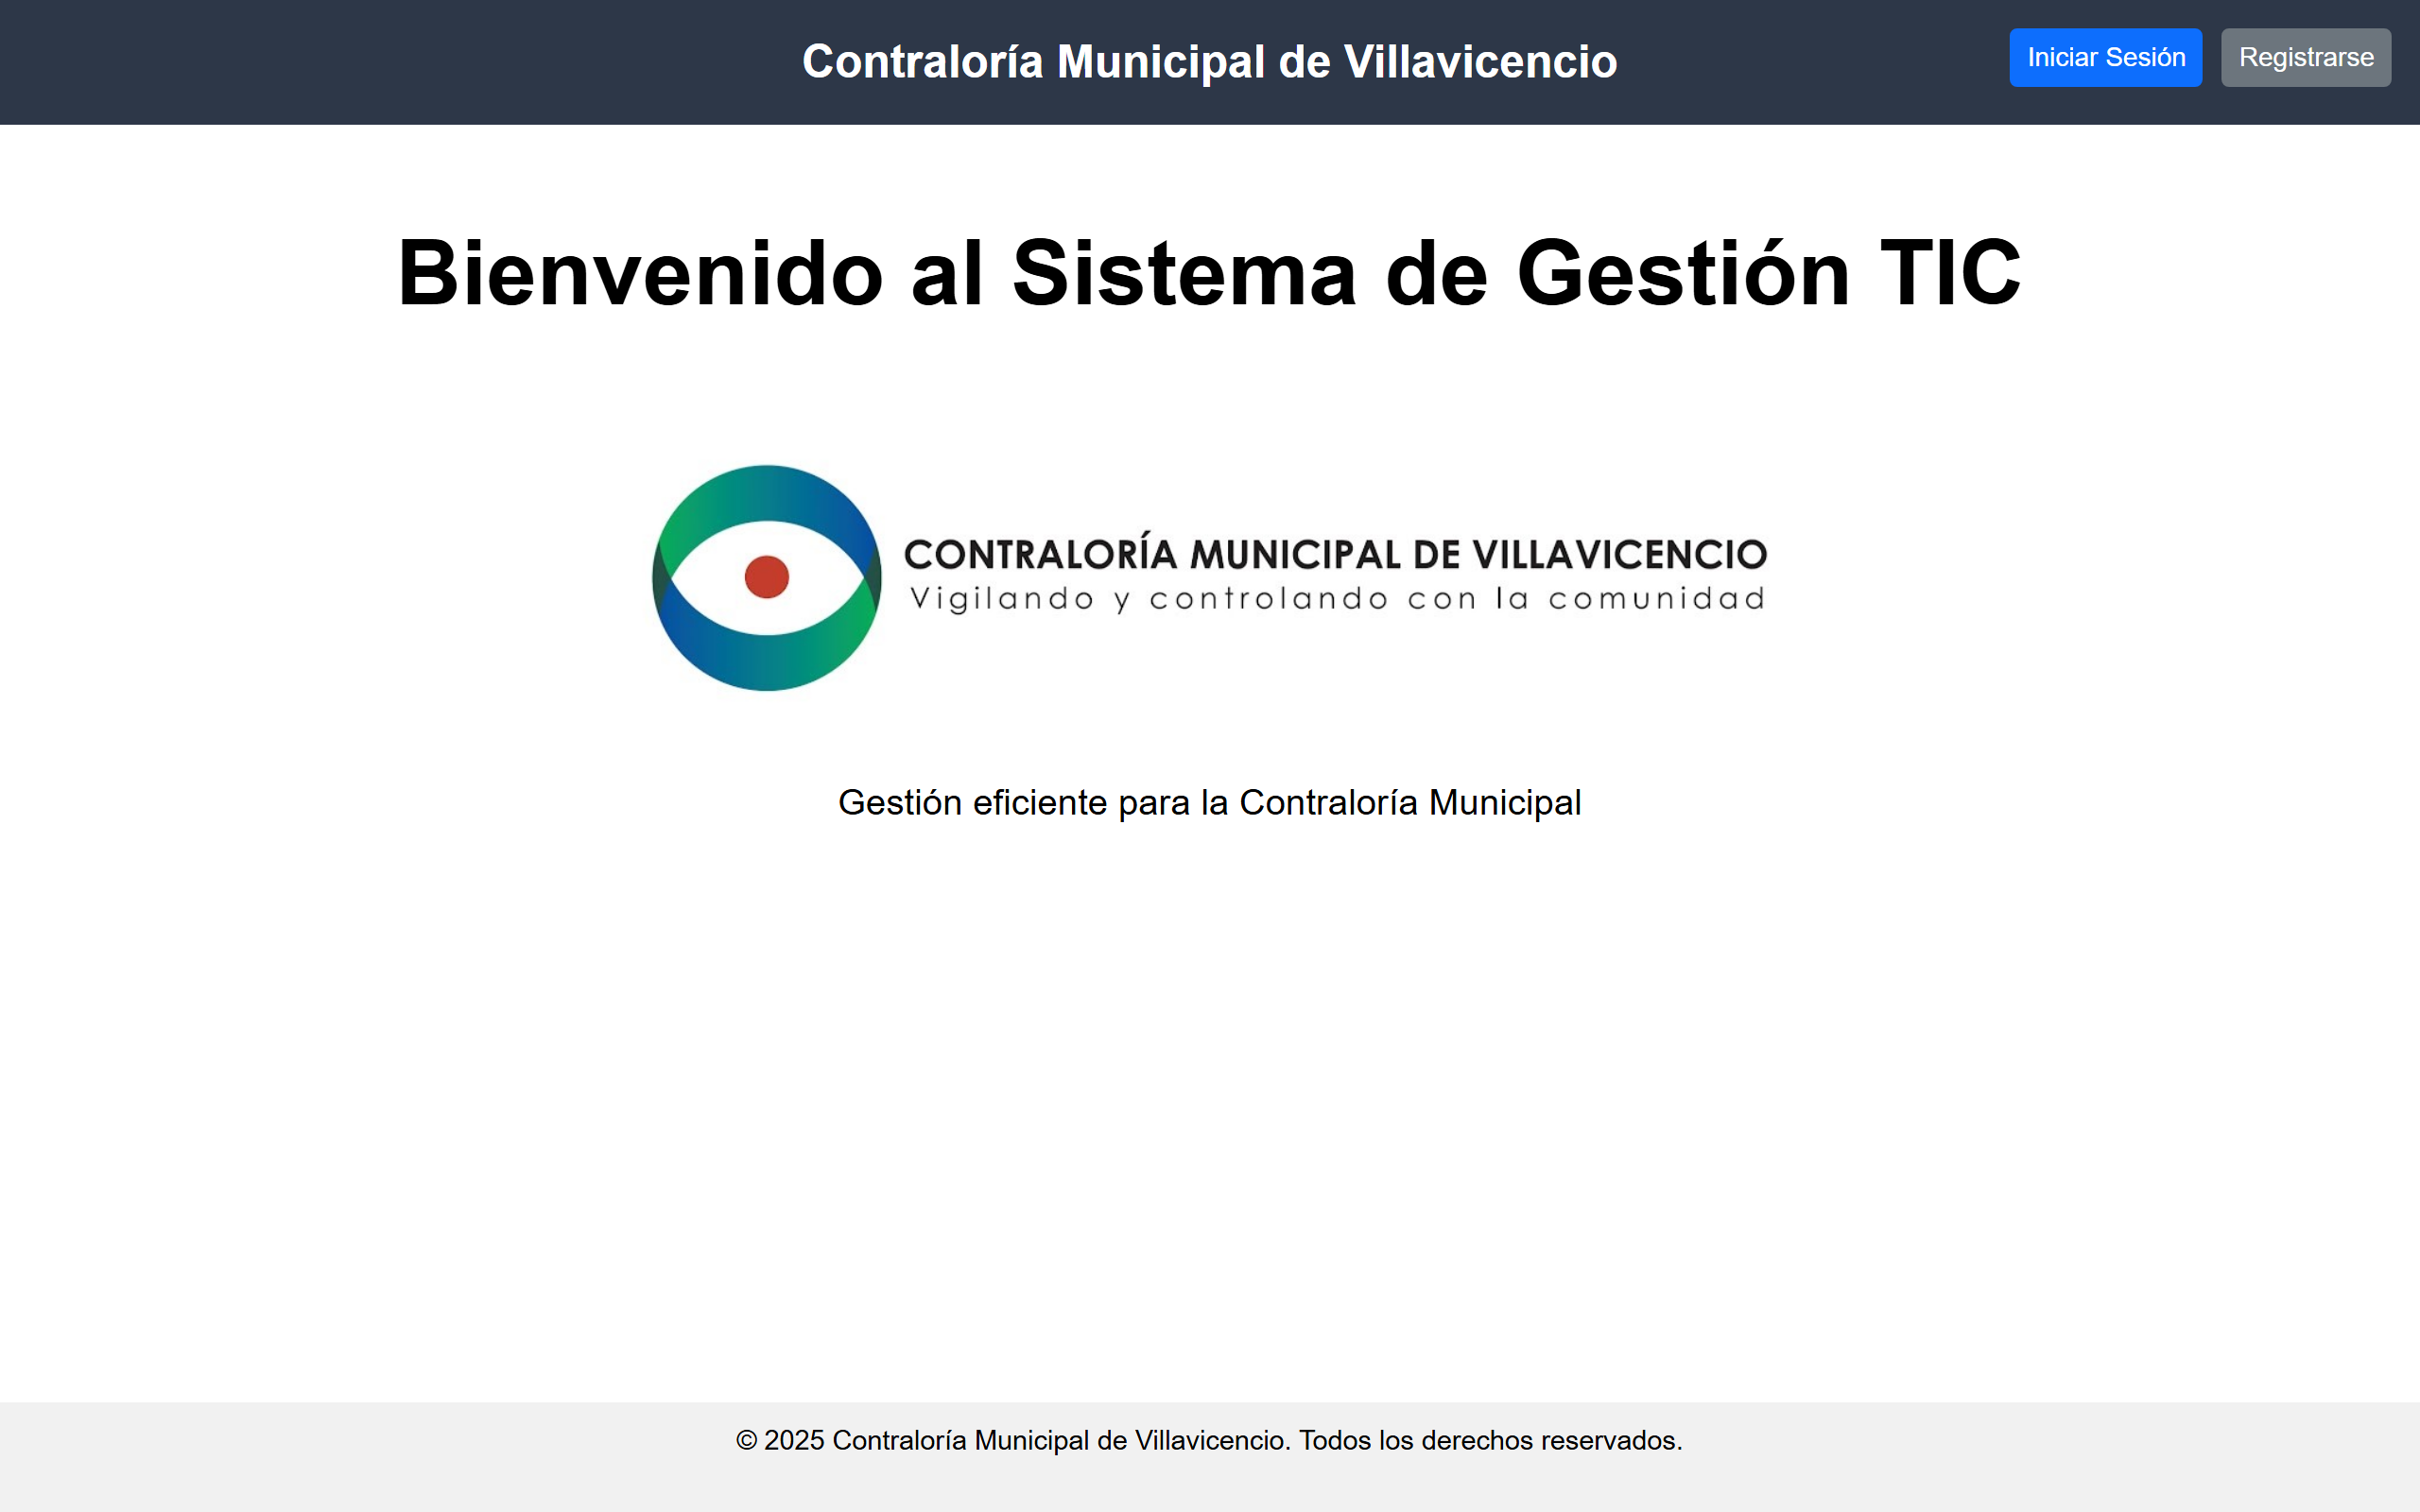 Contraloría Municipal de Villavicencio
Iniciar Sesión
Registrarse
Bienvenido al Sistema de Gestión TIC
CONTRALORÍA MUNICIPAL DE VILLAVICENCIO
Vigilando y controlando con la comunidad
Gestión eficiente para la Contraloría Municipal
© 2025 Contraloría Municipal de Villavicencio. Todos los derechos reservados.